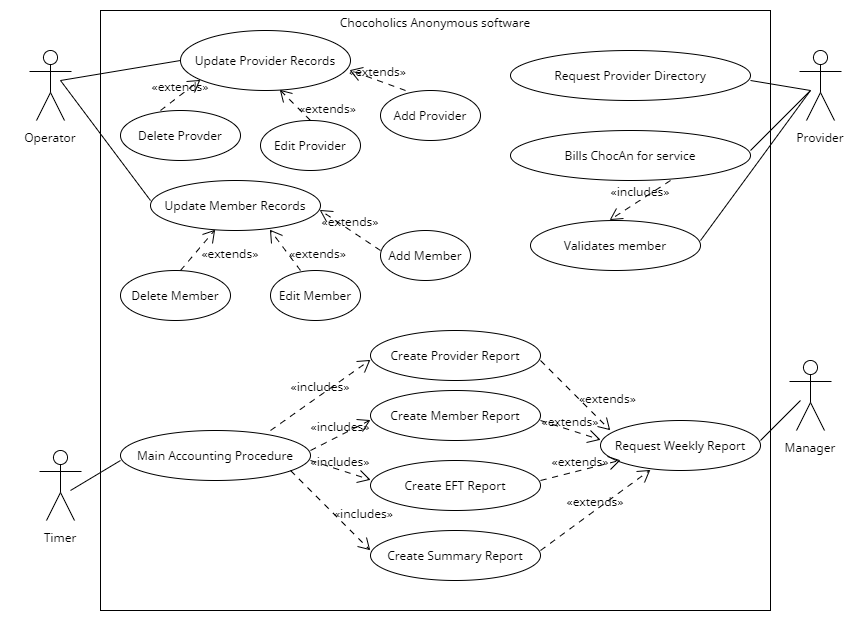 Chocoholics Anonymous software
Update Provider Records
«extends»
«extends»
«extends»
Delete Provder
Edit Provider
Add Provider
Operator
Request Provider Directory
Provider
Bills ChocAn for service
«includes»
Validates member
Update Member Records
«extends»
«extends»
«extends»
Add Member
Delete Member
Edit Member
Create Provider Report
«includes»
«extends»
Create Member Report
«includes»
«extends»
Main Accounting Procedure
Request Weekly Report
Manager
«includes»
«extends»
Create EFT Report
«includes»
«extends»
Timer
Create Summary Report